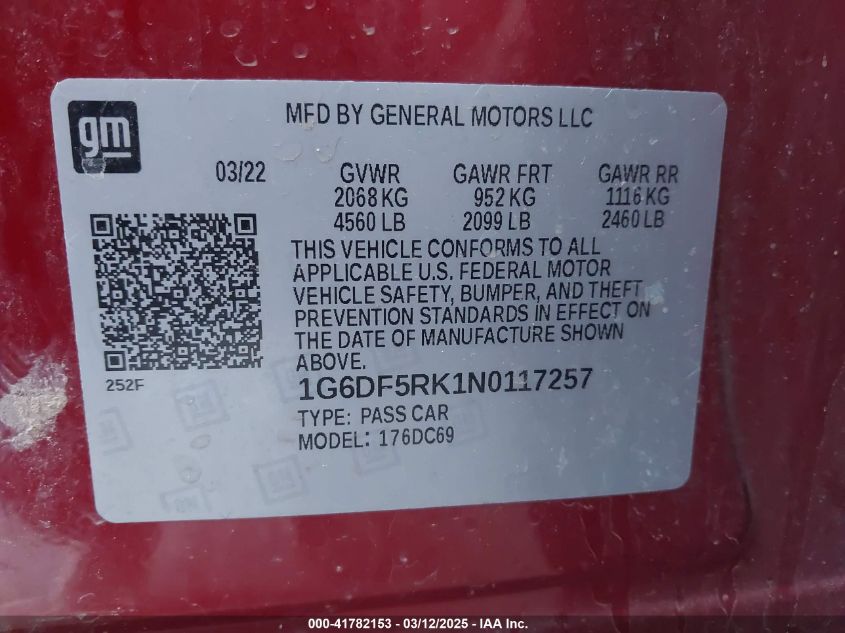 gm
MFD BY GENERAL MOTORS LLC
03/22 GVWR GAWR FRT GAWR RR
2068 KG 952 KG 1116 KG
4560 LB 2099 LB 2460 LB
THIS VEHICLE CONFORMS TO ALL
APPLICABLE U.S. FEDERAL MOTOR
VEHICLE SAFETY, BUMPER, AND THEFT
PREVENTION STANDARDS IN EFFECT ON
THE DATE OF MANUFACTURE SHOWN
ABOVE.
252F
1G6DF5RK1N0117257
TYPE: PASS CAR
MODEL: 176DC69
000-41782153 - 03/12/2025 - IAA Inc.